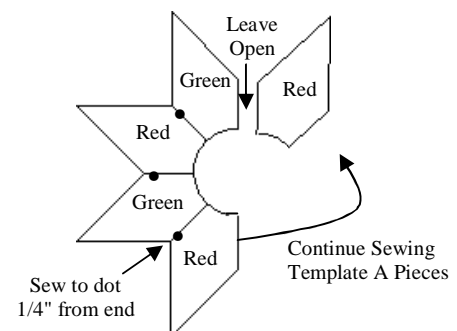 Leave
Open
Green
Red
Red
Green
Red
Continue Sewing
Template A Pieces
Sew to dot
1/4" from end